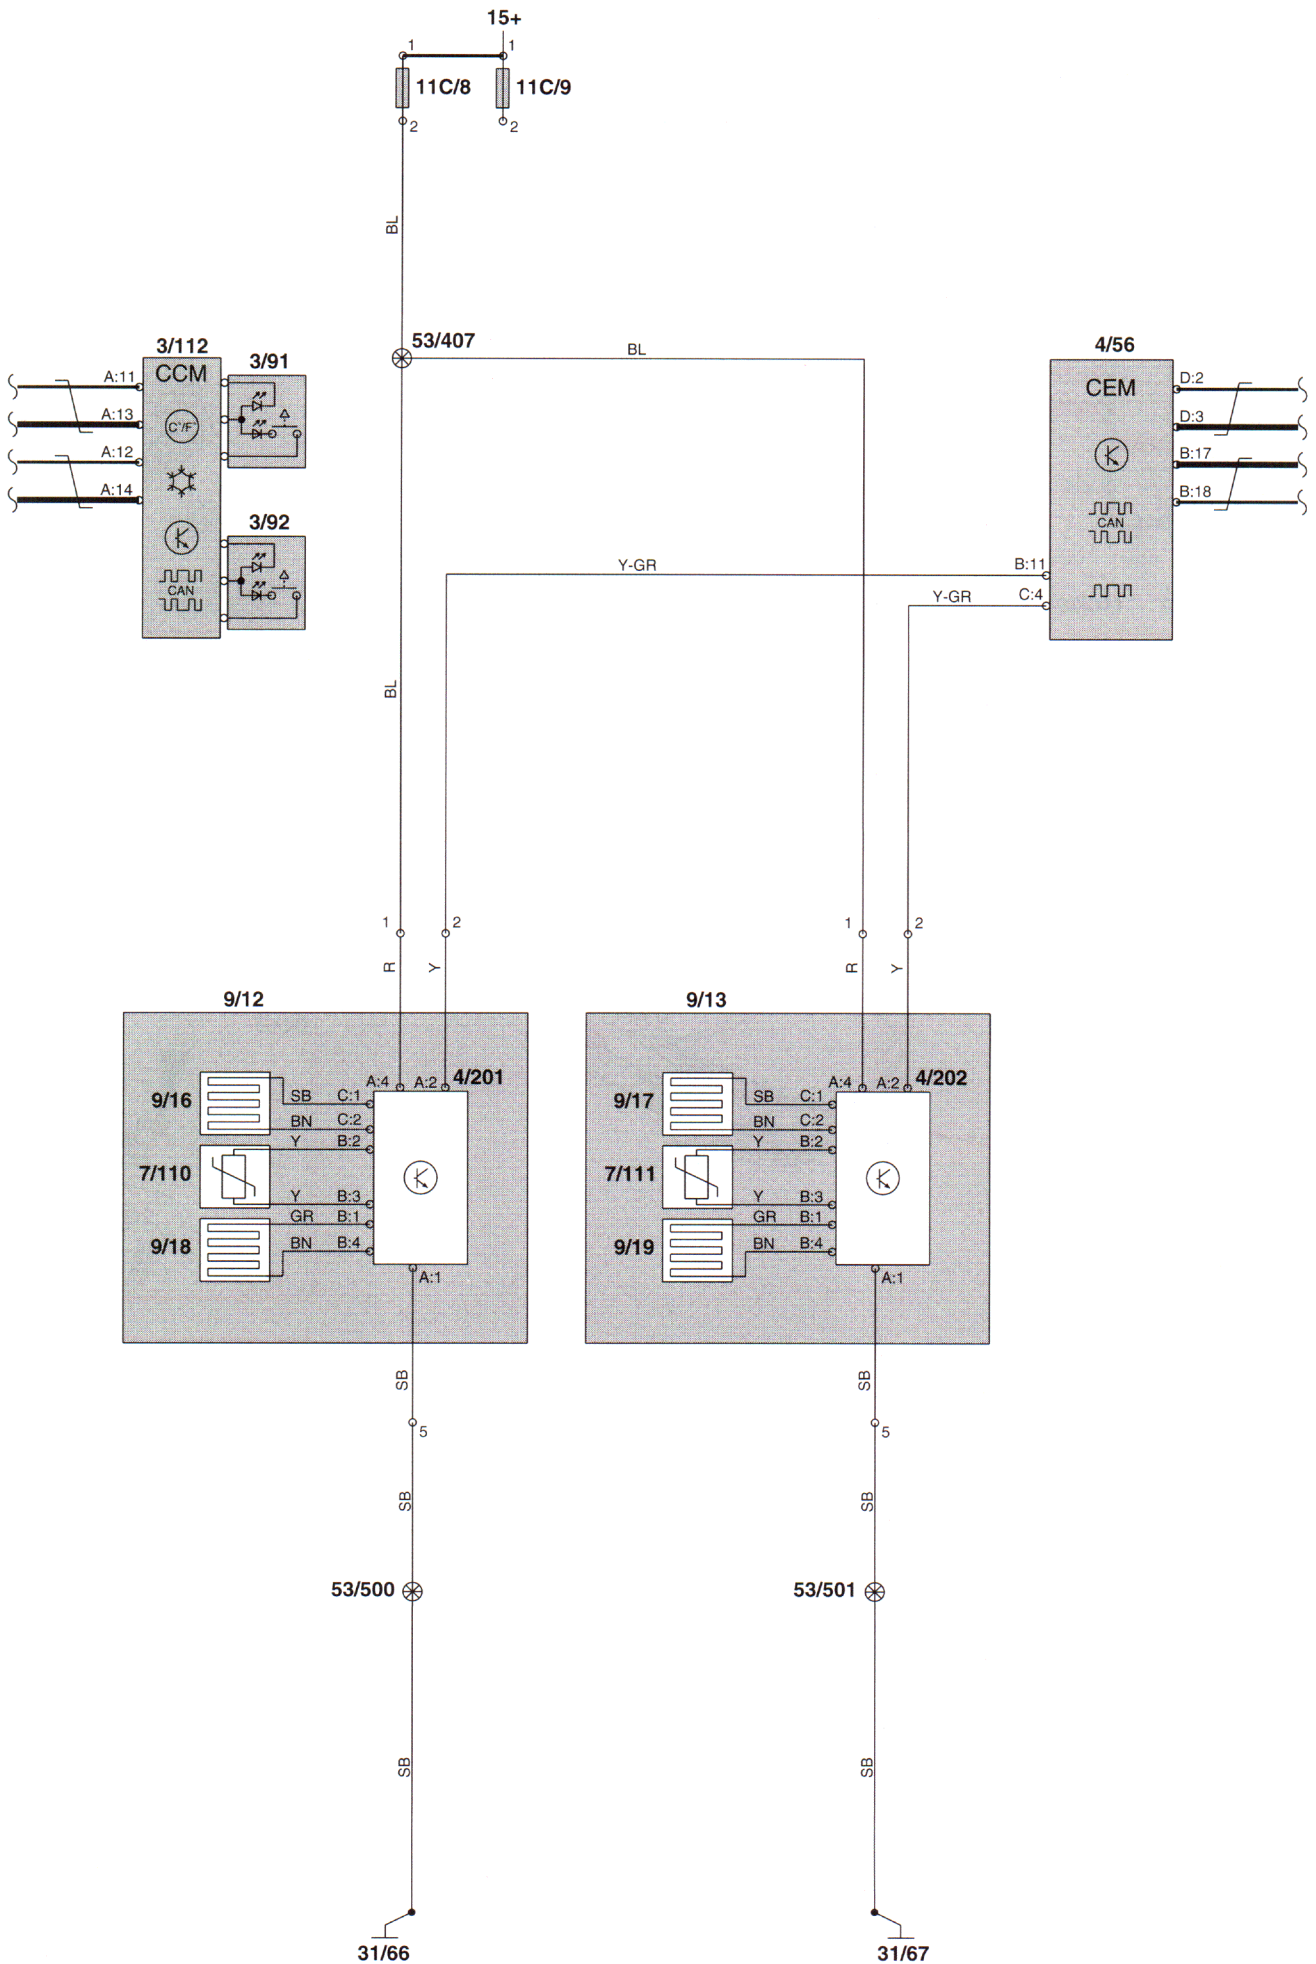 15+
1
1
11C/8
11C/9
2
2
BL
53/407
BL
3/112
CCM
3/91
4/56
CEM
A:11
A:13
A:12
A:14
C°/F°
D:2
D:3
B:17
B:18
CAN
3/92
CAN
Y-GR
B:11
Y-GR
C:4
BL
1
2
1
2
R
Y
R
Y
9/12
9/13
A:4
A:2
4/201
A:4
A:2
4/202
9/16
SB
C:1
BN
C:2
7/110
Y
B:2
Y
B:3
9/18
GR
B:1
BN
B:4
A:1
9/17
SB
C:1
BN
C:2
7/111
Y
B:2
Y
B:3
9/19
GR
B:1
BN
B:4
A:1
SB
SB
5
5
SB
SB
53/500
53/501
SB
SB
31/66
31/67